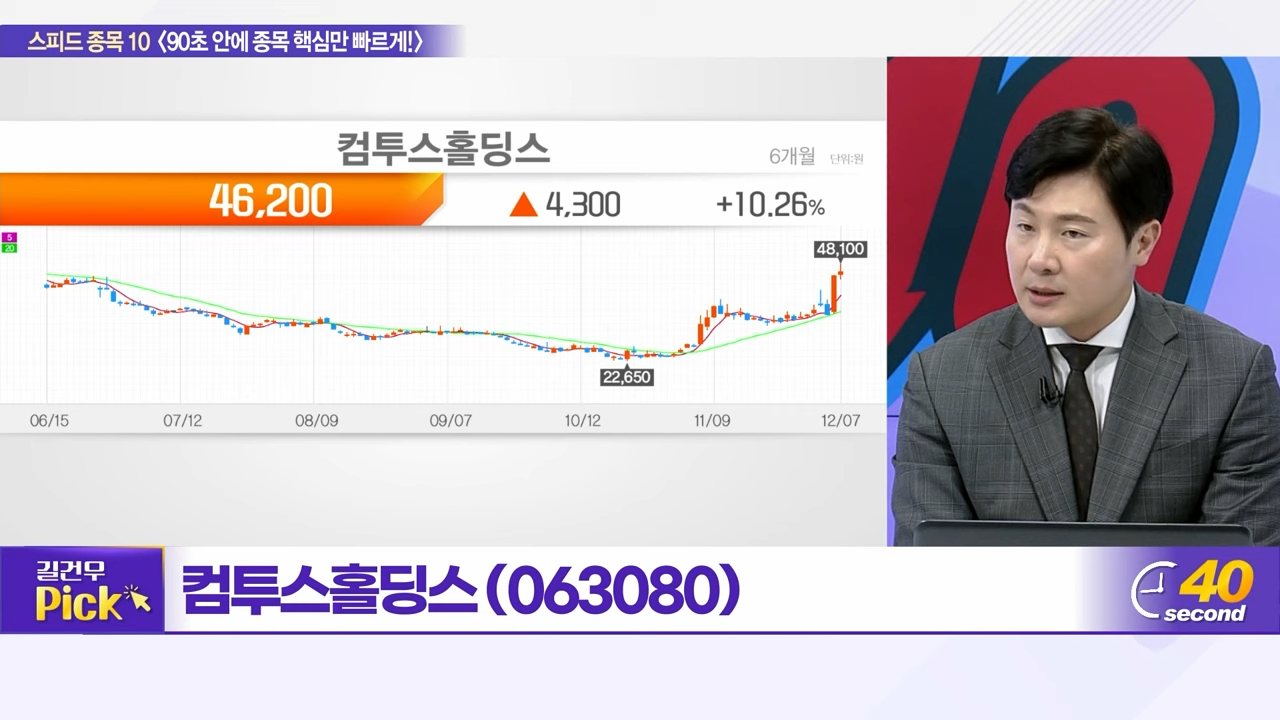 스피드 종목 10 〈90초 안에 종목 핵심만 빠르게!〉
컴투스홀딩스
6개월 단위:원
46,200 ▲ 4,300 +10.26%
5
20
48,100
22,650
06/15 07/12 08/09 09/07 10/12 11/09 12/07
길건무
Pick
컴투스홀딩스(063080)
40
second